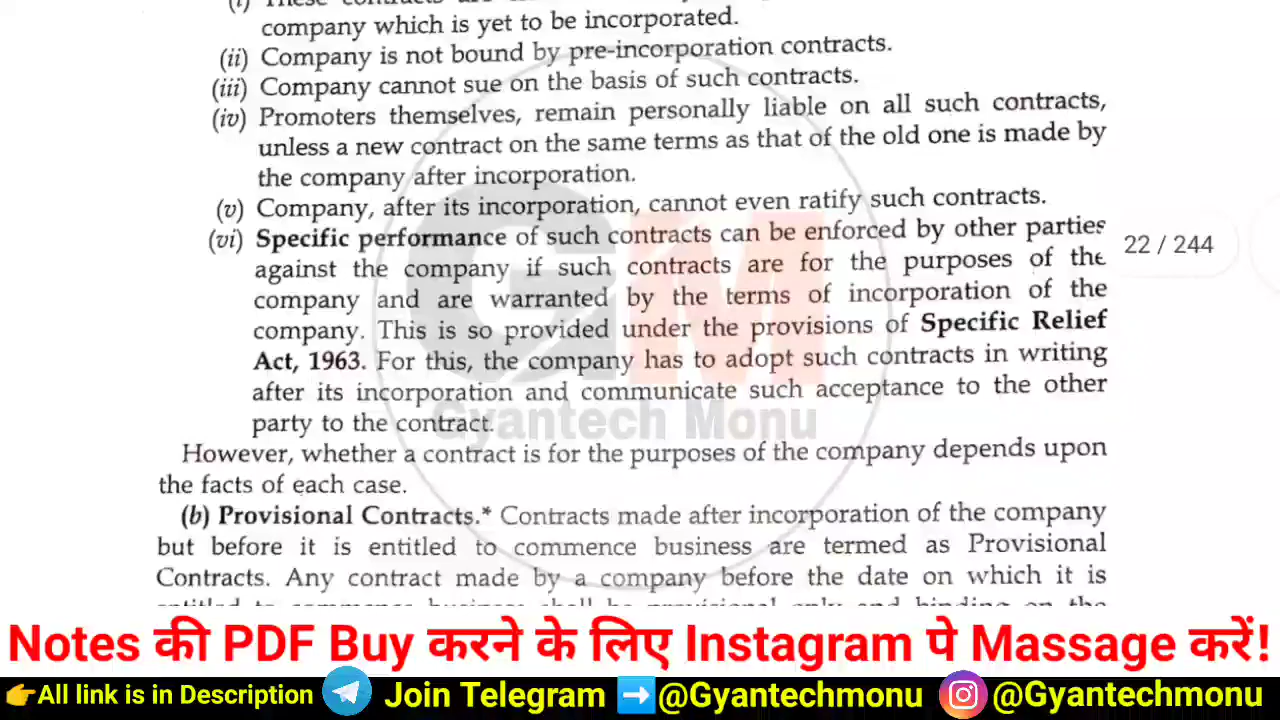 company which is yet to be incorporated.
(ii) Company is not bound by pre-incorporation contracts.
(iii) Company cannot sue on the basis of such contracts.
(iv) Promoters themselves, remain personally liable on all such contracts,
unless a new contract on the same terms as that of the old one is made by
the company after incorporation.
(v) Company, after its incorporation, cannot even ratify such contracts.
(vi) Specific performance of such contracts can be enforced by other parties
against the company if such contracts are for the purposes of the
company and are warranted by the terms of incorporation of the
company. This is so provided under the provisions of Specific Relief
Act, 1963. For this, the company has to adopt such contracts in writing
after its incorporation and communicate such acceptance to the other
party to the contract.
However, whether a contract is for the purposes of the company depends upon
the facts of each case.
(b) Provisional Contracts.* Contracts made after incorporation of the company
but before it is entitled to commence business are termed as Provisional
Contracts. Any contract made by a company before the date on which it is
22 / 244
GM
Gyantech Monu
Notes की PDF Buy करने के लिए Instagram पे Massage करें!
👉All link is in Description Join Telegram ➡️@Gyantechmonu @Gyantechmonu